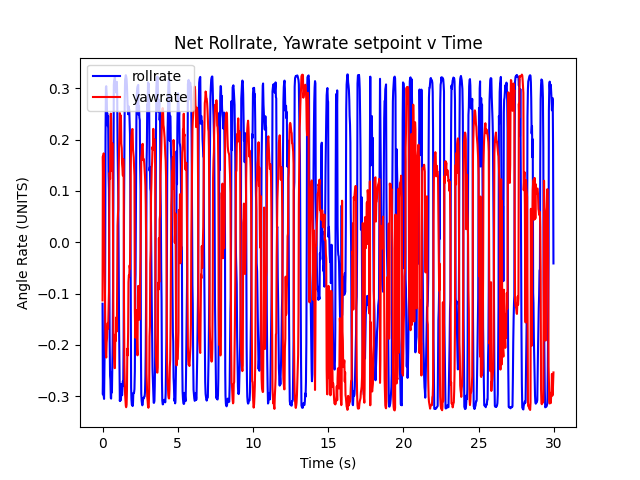 Net Rollrate, Yawrate setpoint v Time
rollrate
yawrate
Angle Rate (UNITS)
0.3
0.2
0.1
0.0
−0.1
−0.2
−0.3
0 5 10 15 20 25 30
Time (s)